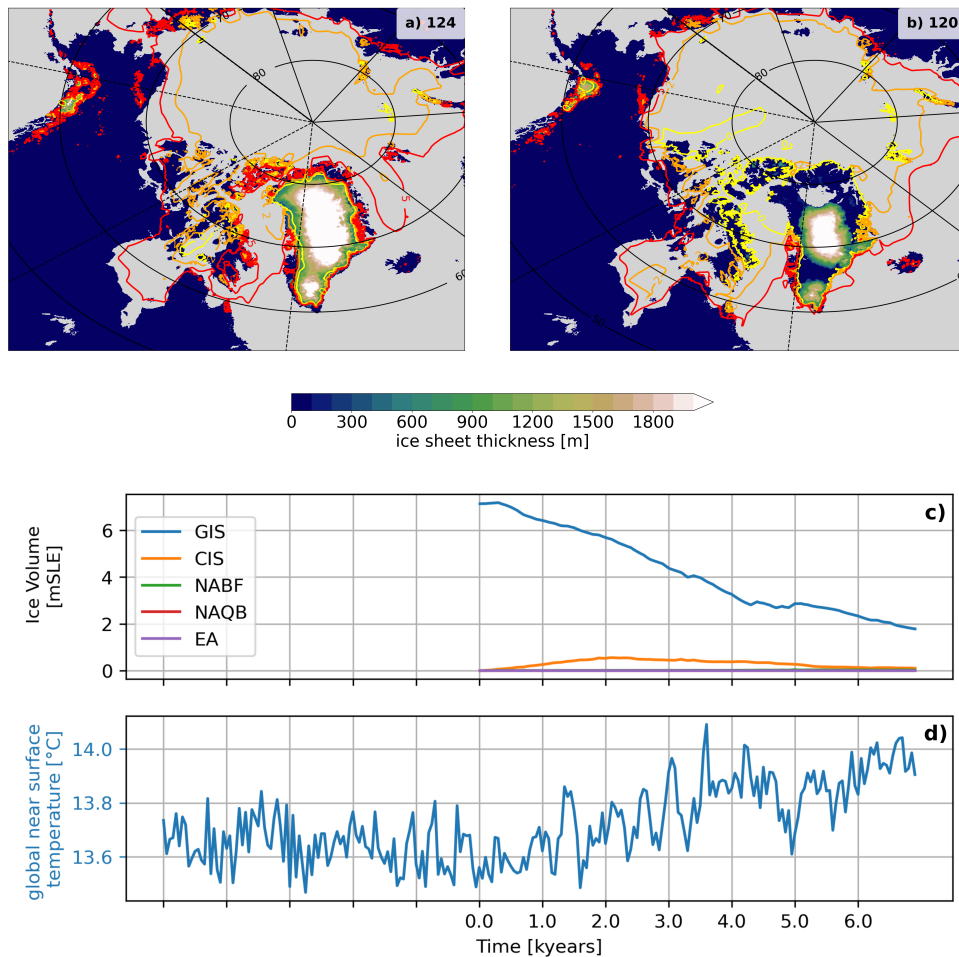 a) 124
b) 120
80
80
60
0 300 600 900 1200 1500 1800
ice sheet thickness [m]
c)
Ice Volume
[mSLE]
6
4
2
0
GIS
CIS
NABF
NAQB
EA
d)
global near surface
temperature [°C]
14.0
13.8
13.6
0.0 1.0 2.0 3.0 4.0 5.0 6.0
Time [kyears]